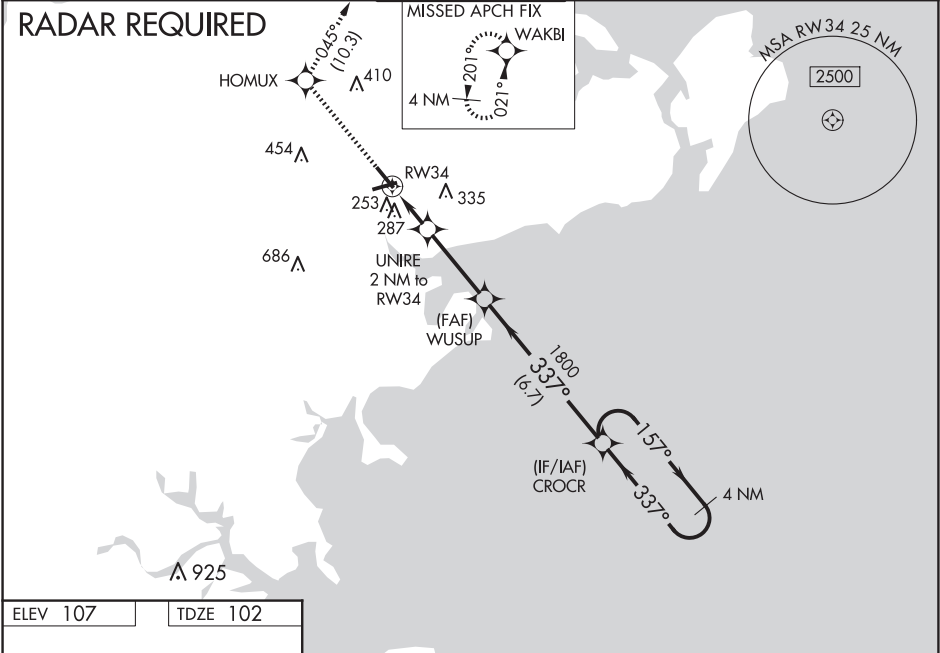 RADAR REQUIRED
MISSED APCH FIX
WAKBI
201°
4 NM
021°
MSA RW34 25 NM
2500
045°
(10.3)
HOMUX
410
454
RW34
335
253
287
686
UNIRE
2 NM to
RW34
(FAF)
WUSUP
1800
337°
(6.7)
(IF/IAF)
CROCR
157°
337°
4 NM
925
ELEV 107
TDZE 102